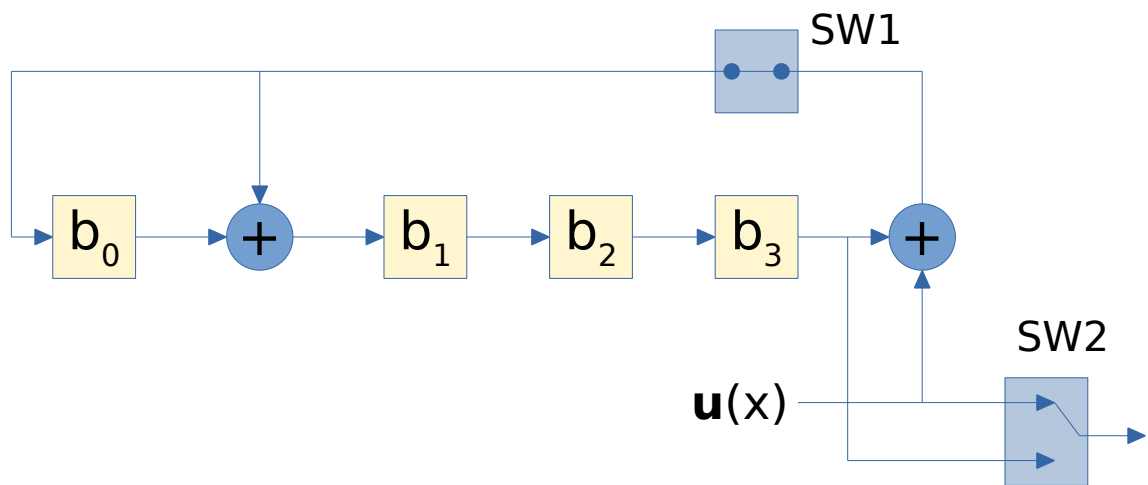 SW1
b₀ + b₁ b₂ b₃ +
SW2
u(x)